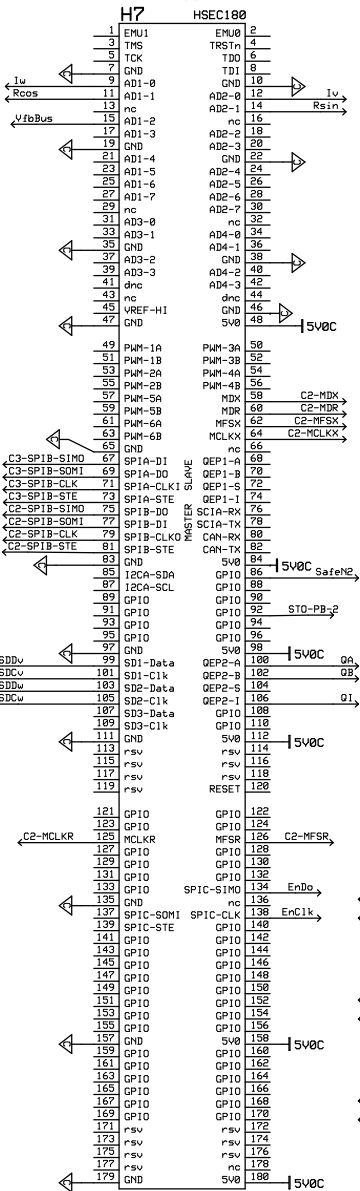 H7 HSEC180
1 EMU1 EMU0 2
3 TMS TRSTn 4
5 TCK TDO 6
7 GND TDI 8
Iw 9 AD1-0 GND 10
Rcos 11 AD1-1 AD2-0 12 Iv
13 nc AD2-1 14 Rsin
VfbBus 15 AD1-2 nc 16
17 AD1-3 AD2-2 18
19 GND AD2-3 20
21 AD1-4 GND 22
23 AD1-5 AD2-4 24
25 AD1-6 AD2-5 26
27 AD1-7 AD2-6 28
29 nc AD2-7 30
31 AD3-0 nc 32
33 AD3-1 AD4-0 34
35 GND AD4-1 36
37 AD3-2 GND 38
39 AD3-3 AD4-2 40
41 dnc AD4-3 42
43 nc dnc 44
45 VREF-HI GND 46
47 GND 5V0 48 5V0C
49 PWM-1A PWM-3A 50
51 PWM-1B PWM-3B 52
53 PWM-2A PWM-4A 54
55 PWM-2B PWM-4B 56
57 PWM-5A MDX 58 C2-MDX
59 PWM-5B MDR 60 C2-MDR
61 PWM-6A MFSX 62 C2-MFSX
63 PWM-6B MCLKX 64 C2-MCLKX
65 GND nc 66
C3-SPIB-SIMO 67 SPIA-DI QEP1-A 68
C3-SPIB-SOMI 69 SPIA-DO QEP1-B 70
C3-SPIB-CLK 71 SPIA-CLKI SLAVE QEP1-S 72
C3-SPIB-STE 73 SPIA-STE QEP1-I 74
C2-SPIB-SIMO 75 SPIB-DO SCIA-RX 76
C2-SPIB-SOMI 77 SPIB-DI SCIA-TX 78
C2-SPIB-CLK 79 SPIB-CLKO MASTER CAN-RX 80
C2-SPIB-STE 81 SPIB-STE CAN-TX 82
83 GND 5V0 84 5V0C
85 I2CA-SDA GPIO 86 SafeN2
87 I2CA-SCL GPIO 88
89 GPIO GPIO 90
91 GPIO GPIO 92 STO-PB-2
93 GPIO GPIO 94
95 GPIO GPIO 96
97 GND 5V0 98 5V0C
SDDv 99 SD1-Data QEP2-A 100 QA
SDCv 101 SD1-Clk QEP2-B 102 QB
SDDw 103 SD2-Data QEP2-S 104
SDCw 105 SD2-Clk QEP2-I 106 QI
107 SD3-Data GPIO 108
109 SD3-Clk GPIO 110
111 GND 5V0 112 5V0C
113 rsv rsv 114
115 rsv rsv 116
117 rsv rsv 118
119 rsv RESET 120
121 GPIO GPIO 122
123 GPIO GPIO 124
C2-MCLKR 125 MCLKR MFSR 126 C2-MFSR
127 GPIO GPIO 128
129 GPIO GPIO 130
131 GPIO GPIO 132
133 GPIO SPIC-SIMO 134 EnDo
135 GND nc 136
137 SPIC-SOMI SPIC-CLK 138 EnClk
139 SPIC-STE GPIO 140
141 GPIO GPIO 142
143 GPIO GPIO 144
145 GPIO GPIO 146
147 GPIO GPIO 148
149 GPIO GPIO 150
151 GPIO GPIO 152
153 GPIO GPIO 154
155 GPIO GPIO 156
157 GND 5V0 158 5V0C
159 GPIO GPIO 160
161 GPIO GPIO 162
163 GPIO GPIO 164
165 GPIO GPIO 166
167 GPIO GPIO 168
169 GPIO GPIO 170
171 rsv rsv 172
173 rsv rsv 174
175 rsv rsv 176
177 rsv nc 178
179 GND 5V0 180 5V0C